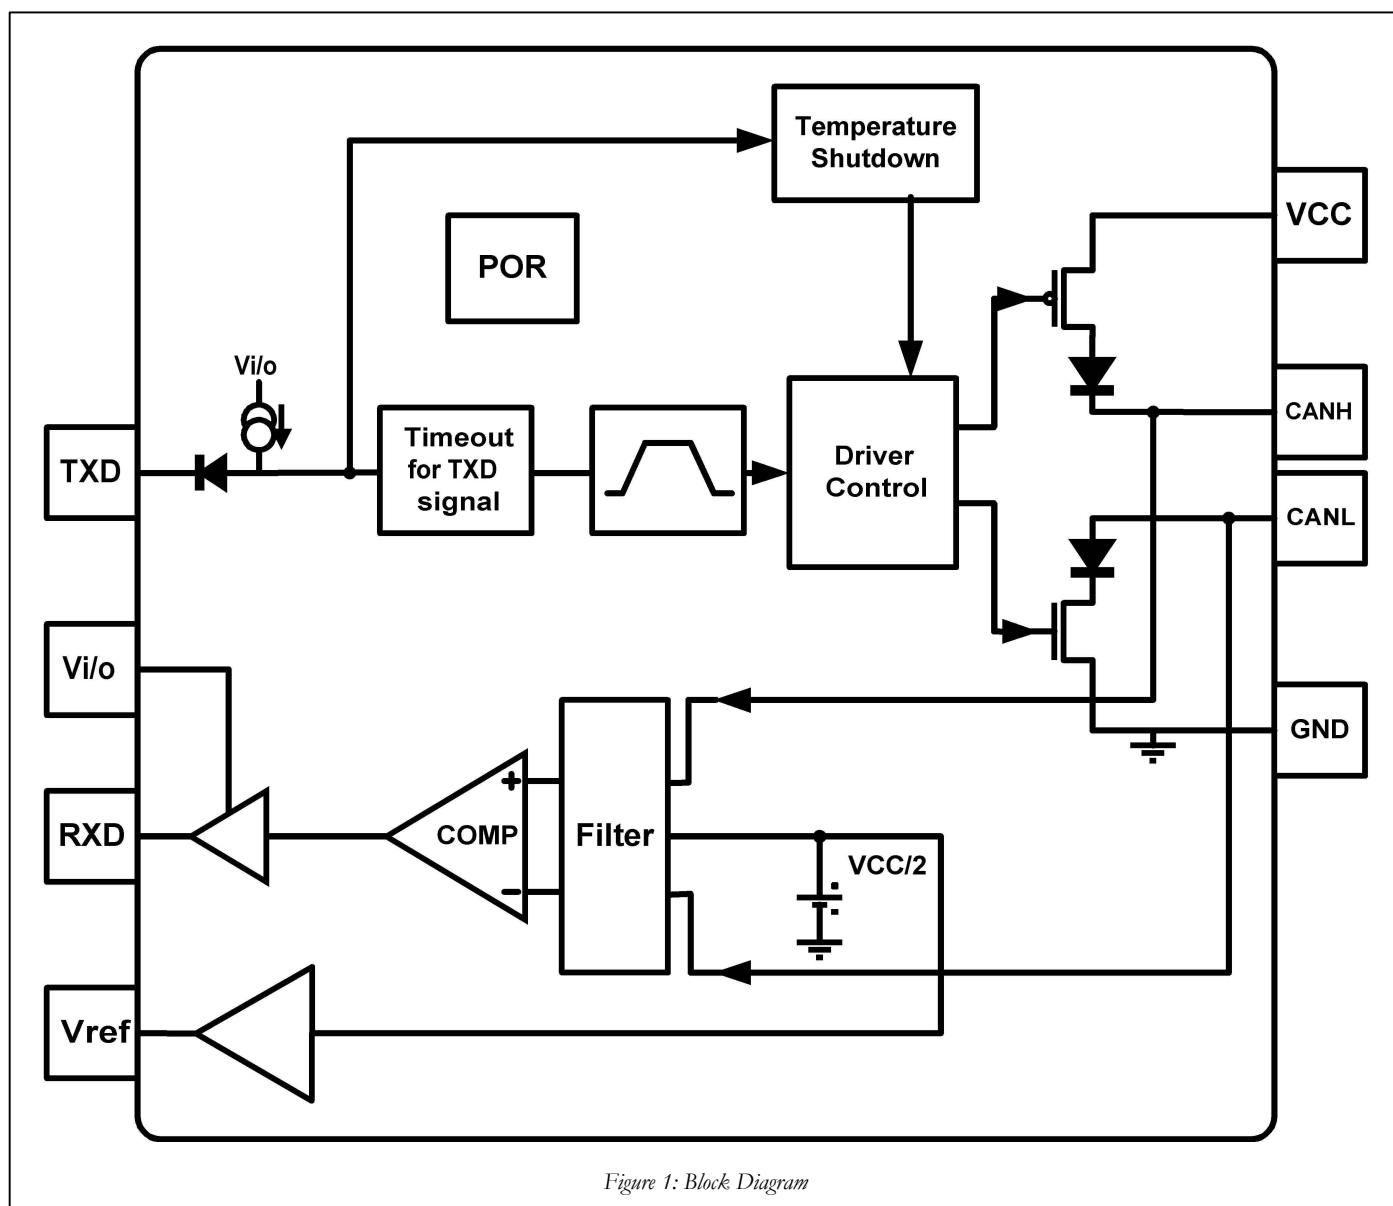 Temperature
Shutdown
VCC
POR
Vi/o
CANH
TXD
Timeout
for TXD
signal
Driver
Control
CANL
Vi/o
GND
RXD
COMP
+
−
Filter
VCC/2
Vref
Figure 1: Block Diagram